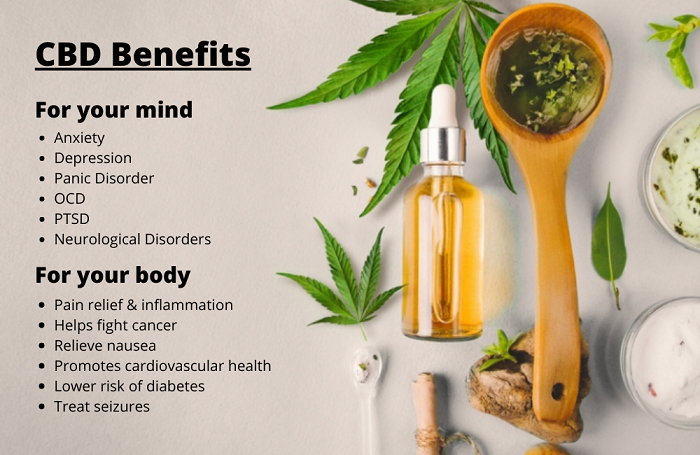 CBD Benefits
For your mind
• Anxiety
• Depression
• Panic Disorder
• OCD
• PTSD
• Neurological Disorders
For your body
• Pain relief & inflammation
• Helps fight cancer
• Relieve nausea
• Promotes cardiovascular health
• Lower risk of diabetes
• Treat seizures